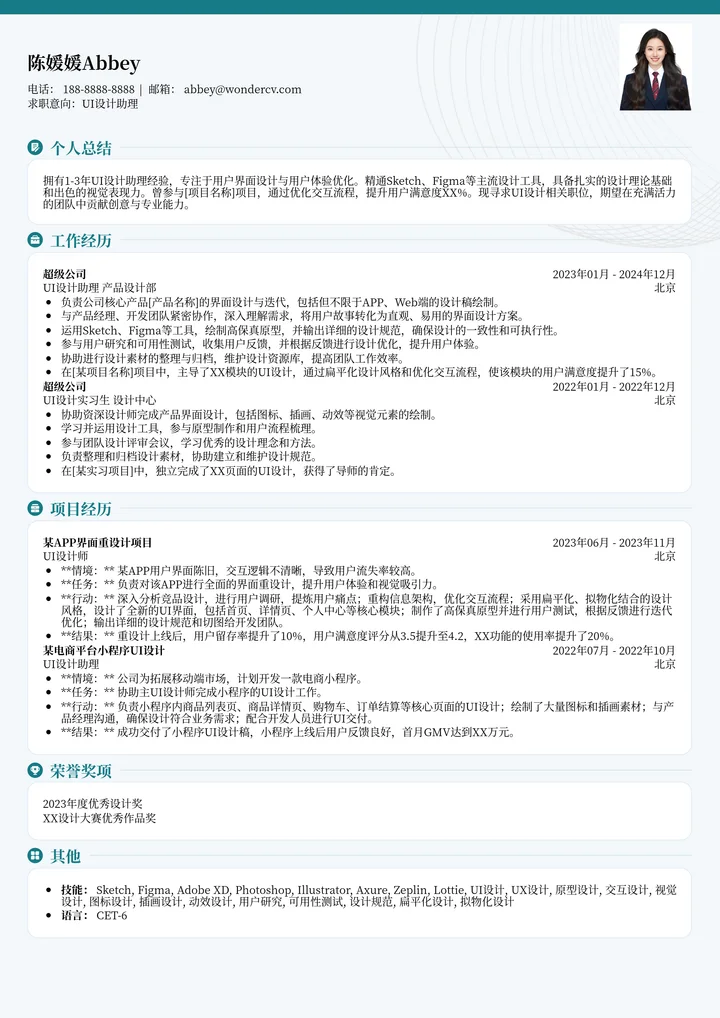 陈媛媛Abbey
电话： 188-8888-8888 | 邮箱： abbey@wondercv.com
求职意向：UI设计助理
个人总结
拥有1-3年UI设计助理经验，专注于用户界面设计与用户体验优化。精通Sketch、Figma等主流设计工具，具备扎实的设计理论基础
和出色的视觉表现力。曾参与[项目名称]项目，通过优化交互流程，提升用户满意度XX%。现寻求UI设计相关职位，期望在充满活力
的团队中贡献创意与专业能力。
工作经历
超级公司 2023年01月 - 2024年12月
UI设计助理 产品设计部 北京
• 负责公司核心产品[产品名称]的界面设计与迭代，包括但不限于APP、Web端的设计稿绘制。
• 与产品经理、开发团队紧密协作，深入理解需求，将用户故事转化为直观、易用的界面设计方案。
• 运用Sketch、Figma等工具，绘制高保真原型，并输出详细的设计规范，确保设计的一致性和可执行性。
• 参与用户研究和可用性测试，收集用户反馈，并根据反馈进行设计优化，提升用户体验。
• 协助进行设计素材的整理与归档，维护设计资源库，提高团队工作效率。
• 在[某项目名称]项目中，主导了XX模块的UI设计，通过扁平化设计风格和优化交互流程，使该模块的用户满意度提升了15%。
超级公司 2022年01月 - 2022年12月
UI设计实习生 设计中心 北京
• 协助资深设计师完成产品界面设计，包括图标、插画、动效等视觉元素的绘制。
• 学习并运用设计工具，参与原型制作和用户流程梳理。
• 参与团队设计评审会议，学习优秀的设计理念和方法。
• 负责整理和归档设计素材，协助建立和维护设计规范。
• 在[某实习项目]中，独立完成了XX页面的UI设计，获得了导师的肯定。
项目经历
某APP界面重设计项目 2023年06月 - 2023年11月
UI设计师 北京
• **情境：** 某APP用户界面陈旧，交互逻辑不清晰，导致用户流失率较高。
• **任务：** 负责对该APP进行全面的界面重设计，提升用户体验和视觉吸引力。
• **行动：** 深入分析竞品设计，进行用户调研，提炼用户痛点；重构信息架构，优化交互流程；采用扁平化、拟物化结合的设计
风格，设计了全新的UI界面，包括首页、详情页、个人中心等核心模块；制作了高保真原型并进行用户测试，根据反馈进行迭代
优化；输出详细的设计规范和切图给开发团队。
• **结果：** 重设计上线后，用户留存率提升了10%，用户满意度评分从3.5提升至4.2，XX功能的使用率提升了20%。
某电商平台小程序UI设计 2022年07月 - 2022年10月
UI设计助理 北京
• **情境：** 公司为拓展移动端市场，计划开发一款电商小程序。
• **任务：** 协助主UI设计师完成小程序的UI设计工作。
• **行动：** 负责小程序内商品列表页、商品详情页、购物车、订单结算等核心页面的UI设计；绘制了大量图标和插画素材；与产
品经理沟通，确保设计符合业务需求；配合开发人员进行UI交付。
• **结果：** 成功交付了小程序UI设计稿，小程序上线后用户反馈良好，首月GMV达到XX万元。
荣誉奖项
2023年度优秀设计奖
XX设计大赛优秀作品奖
其他
• 技能： Sketch, Figma, Adobe XD, Photoshop, Illustrator, Axure, Zeplin, Lottie, UI设计, UX设计, 原型设计, 交互设计, 视觉
设计, 图标设计, 插画设计, 动效设计, 用户研究, 可用性测试, 设计规范, 扁平化设计, 拟物化设计
• 语言： CET-6